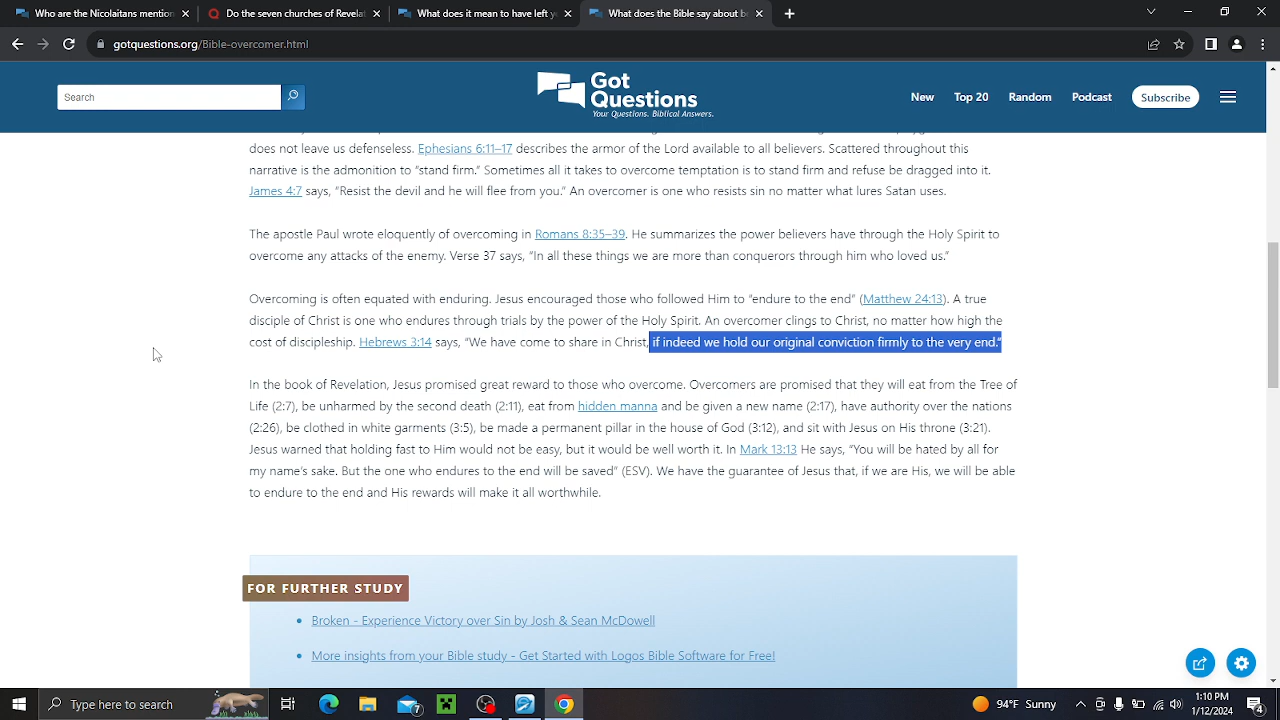 Who are the Nicolaitans mention
Does the seven churches of Revelat
What does it mean to have left yo
What does the Bible say about be
gotquestions.org/Bible-overcomer.html
Search
Got
Questions
Your Questions. Biblical Answers.
New Top 20 Random Podcast Subscribe
does not leave us defenseless. Ephesians 6:11–17 describes the armor of the Lord available to all believers. Scattered throughout this
narrative is the admonition to “stand firm.” Sometimes all it takes to overcome temptation is to stand firm and refuse be dragged into it.
James 4:7 says, “Resist the devil and he will flee from you.” An overcomer is one who resists sin no matter what lures Satan uses.
The apostle Paul wrote eloquently of overcoming in Romans 8:35–39. He summarizes the power believers have through the Holy Spirit to
overcome any attacks of the enemy. Verse 37 says, “In all these things we are more than conquerors through him who loved us.”
Overcoming is often equated with enduring. Jesus encouraged those who followed Him to “endure to the end” (Matthew 24:13). A true
disciple of Christ is one who endures through trials by the power of the Holy Spirit. An overcomer clings to Christ, no matter how high the
cost of discipleship. Hebrews 3:14 says, “We have come to share in Christ, if indeed we hold our original conviction firmly to the very end.”
In the book of Revelation, Jesus promised great reward to those who overcome. Overcomers are promised that they will eat from the Tree of
Life (2:7), be unharmed by the second death (2:11), eat from hidden manna and be given a new name (2:17), have authority over the nations
(2:26), be clothed in white garments (3:5), be made a permanent pillar in the house of God (3:12), and sit with Jesus on His throne (3:21).
Jesus warned that holding fast to Him would not be easy, but it would be well worth it. In Mark 13:13 He says, “You will be hated by all for
my name’s sake. But the one who endures to the end will be saved” (ESV). We have the guarantee of Jesus that, if we are His, we will be able
to endure to the end and His rewards will make it all worthwhile.
FOR FURTHER STUDY
Broken - Experience Victory over Sin by Josh & Sean McDowell
More insights from your Bible study - Get Started with Logos Bible Software for Free!
Type here to search
7
94°F Sunny
1:10 PM
1/12/2024
4